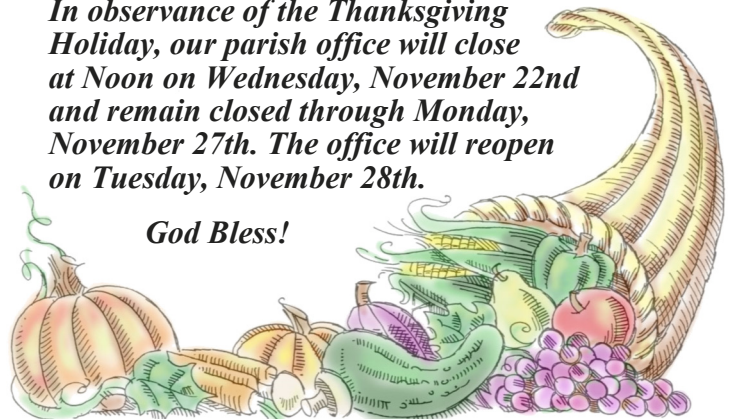 In observance of the Thanksgiving
Holiday, our parish office will close
at Noon on Wednesday, November 22nd
and remain closed through Monday,
November 27th. The office will reopen
on Tuesday, November 28th.
God Bless!